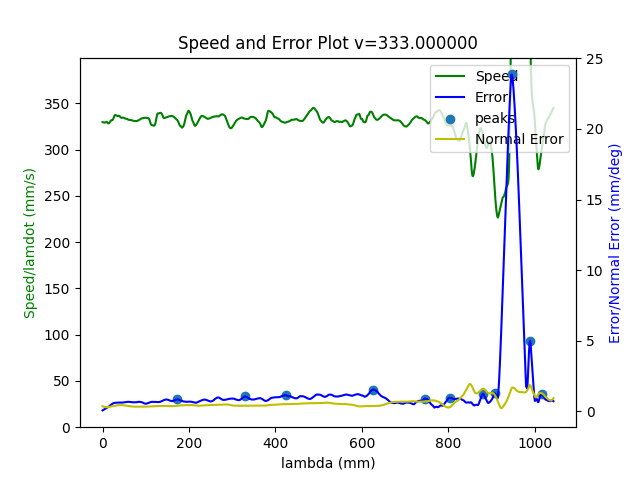 Speed and Error Plot v=333.000000
Speed
Error
peaks
Normal Error
350
300
250
200
150
100
50
0
Speed/lamdot (mm/s)
25
20
15
10
5
0
Error/Normal Error (mm/deg)
0 200 400 600 800 1000
lambda (mm)